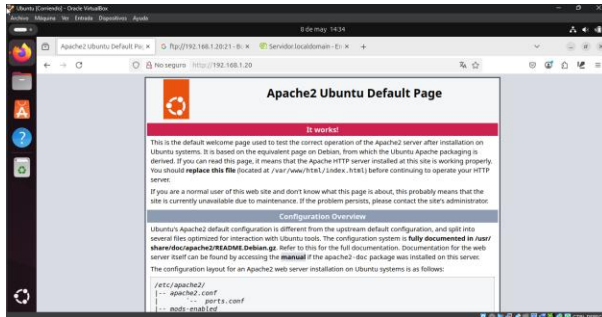 Ubuntu [Corriendo] - Oracle VirtualBox
Archivo Máquina Ver Entrada Dispositivos Ayuda
8 de may 14:34
Apache2 Ubuntu Default Pa
ftp://192.168.1.20:21 - B
Servidor.localdomain - E
No seguro http://192.168.1.20
Apache2 Ubuntu Default Page
It works!
This is the default welcome page used to test the correct operation of the Apache2 server after installation on
Ubuntu systems. It is based on the equivalent page on Debian, from which the Ubuntu Apache packaging is
derived. If you can read this page, it means that the Apache HTTP server installed at this site is working properly.
You should replace this file (located at /var/www/html/index.html) before continuing to operate your HTTP
server.
If you are a normal user of this web site and don't know what this page is about, this probably means that the
site is currently unavailable due to maintenance. If the problem persists, please contact the site's administrator.
Configuration Overview
Ubuntu's Apache2 default configuration is different from the upstream default configuration, and split into
several files optimized for interaction with Ubuntu tools. The configuration system is fully documented in /usr/
share/doc/apache2/README.Debian.gz. Refer to this for the full documentation. Documentation for the web
server itself can be found by accessing the manual if the apache2-doc package was installed on this server.
The configuration layout for an Apache2 web server installation on Ubuntu systems is as follows:
/etc/apache2/
|-- apache2.conf
| `-- ports.conf
|-- mods-enabled